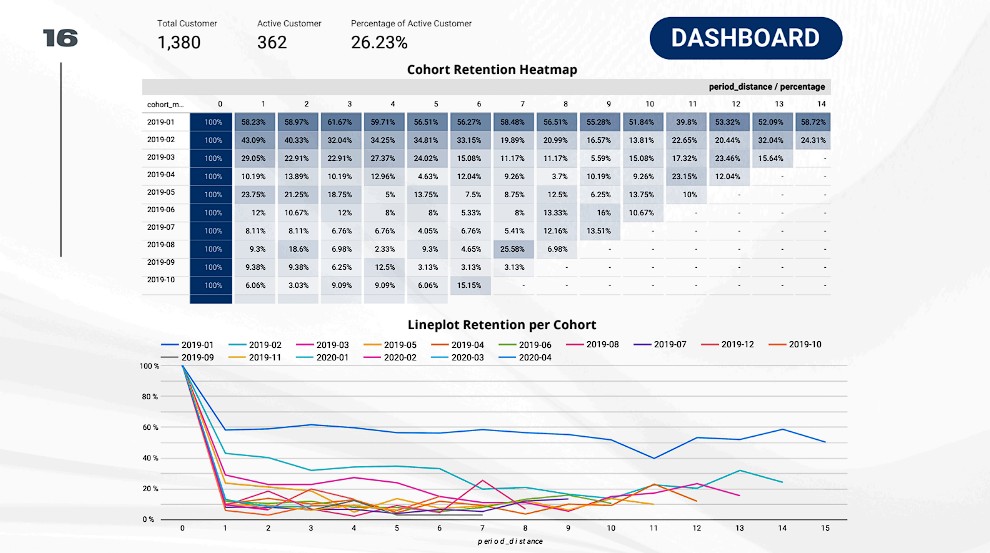 16
Total Customer Active Customer Percentage of Active Customer
1,380 362 26.23%
DASHBOARD
Cohort Retention Heatmap
period_distance / percentage
cohort_m... 0 1 2 3 4 5 6 7 8 9 10 11 12 13 14
2019-01 100% 58.23% 58.97% 61.67% 59.71% 56.51% 56.27% 58.48% 56.51% 55.28% 51.84% 39.8% 53.32% 52.09% 58.72%
2019-02 100% 43.09% 40.33% 32.04% 34.25% 34.81% 33.15% 19.89% 20.99% 16.57% 13.81% 22.65% 20.44% 32.04% 24.31%
2019-03 100% 29.05% 22.91% 22.91% 27.37% 24.02% 15.08% 11.17% 11.17% 5.59% 15.08% 17.32% 23.46% 15.64% -
2019-04 100% 10.19% 13.89% 10.19% 12.96% 4.63% 12.04% 9.26% 3.7% 10.19% 9.26% 23.15% 12.04% - -
2019-05 100% 23.75% 21.25% 18.75% 5% 13.75% 7.5% 8.75% 12.5% 6.25% 13.75% 10% - - -
2019-06 100% 12% 10.67% 12% 8% 8% 5.33% 8% 13.33% 16% 10.67% - - - -
2019-07 100% 8.11% 8.11% 6.76% 6.76% 4.05% 6.76% 5.41% 12.16% 13.51% - - - - -
2019-08 100% 9.3% 18.6% 6.98% 2.33% 9.3% 4.65% 25.58% 6.98% - - - - - -
2019-09 100% 9.38% 9.38% 6.25% 12.5% 3.13% 3.13% 3.13% - - - - - - -
2019-10 100% 6.06% 3.03% 9.09% 9.09% 6.06% 15.15% - - - - - - - -
Lineplot Retention per Cohort
2019-01 2019-02 2019-03 2019-05 2019-04 2019-06 2019-08 2019-07 2019-12 2019-10
2019-09 2019-11 2020-01 2020-02 2020-03 2020-04
100 %
80 %
60 %
40 %
20 %
0 %
0 1 2 3 4 5 6 7 8 9 10 11 12 13 14 15
period_distance